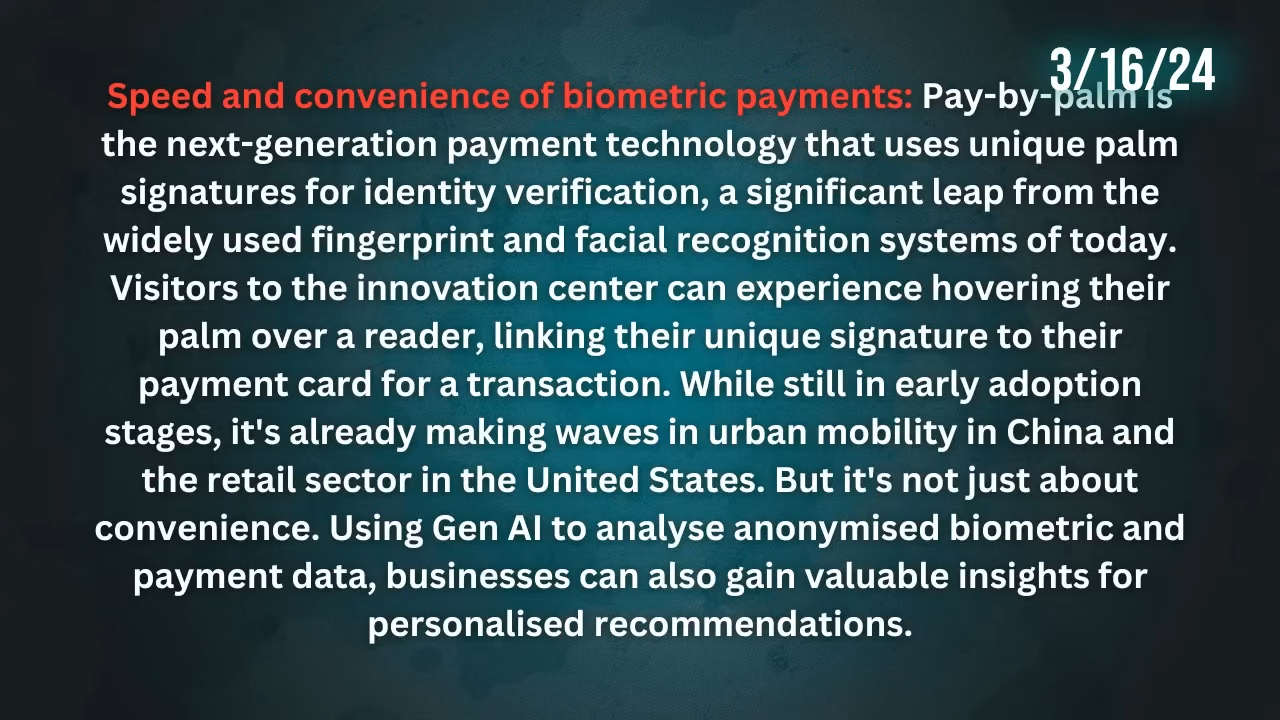 3/16/24
Speed and convenience of biometric payments: Pay-by-palm is
the next-generation payment technology that uses unique palm
signatures for identity verification, a significant leap from the
widely used fingerprint and facial recognition systems of today.
Visitors to the innovation center can experience hovering their
palm over a reader, linking their unique signature to their
payment card for a transaction. While still in early adoption
stages, it's already making waves in urban mobility in China and
the retail sector in the United States. But it's not just about
convenience. Using Gen AI to analyse anonymised biometric and
payment data, businesses can also gain valuable insights for
personalised recommendations.